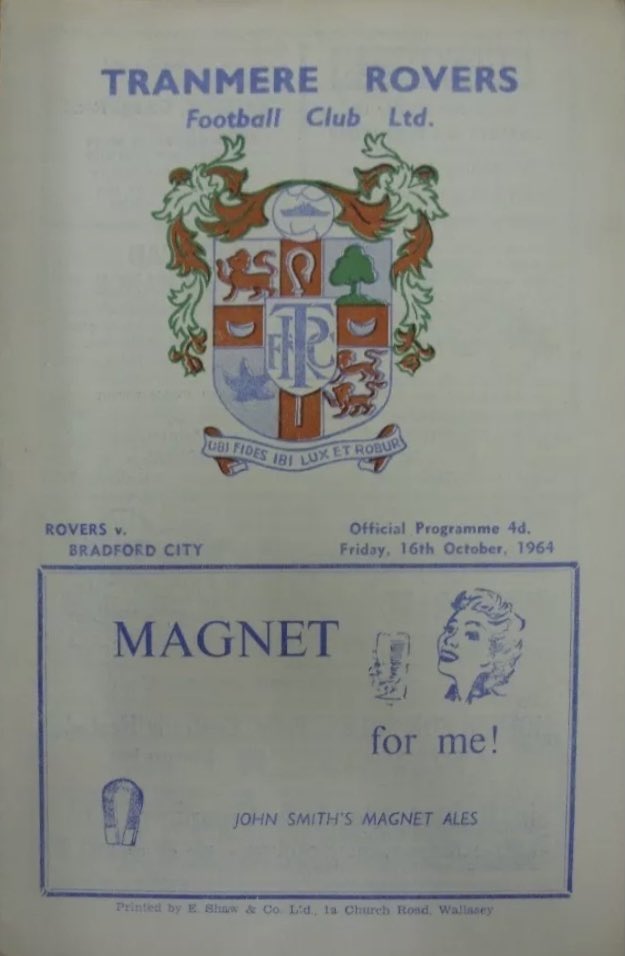 TRANMERE ROVERS
Football Club Ltd.
TRFC
UBI FIDES IBI LUX ET ROBUR
ROVERS v.
BRADFORD CITY
Official Programme 4d.
Friday, 16th October, 1964
MAGNET
for me!
JOHN SMITH'S MAGNET ALES
Printed by E. Shaw & Co. Ltd., 1a Church Road, Wallasey